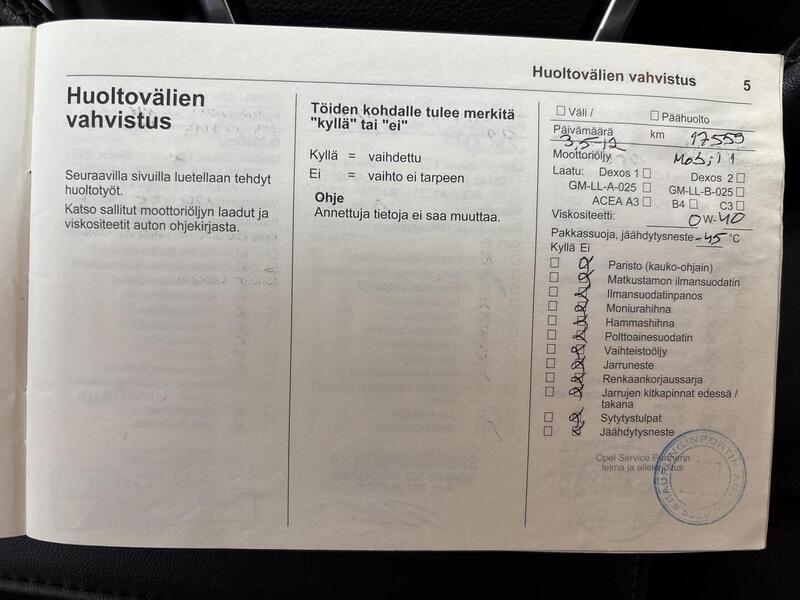 Huoltovälien vahvistus 5
Huoltovälien
vahvistus
Seuraavilla sivuilla luetellaan tehdyt
huoltotyöt.
Katso sallitut moottoriöljyn laadut ja
viskositeetit auton ohjekirjasta.
Töiden kohdalle tulee merkitä
"kyllä" tai "ei"
Kyllä = vaihdettu
Ei = vaihto ei tarpeen
Ohje
Annettuja tietoja ei saa muuttaa.
☐ Väli / ☐ Päähuolto
Päivämäärä km 17559
3.5-12
Moottoriöljy Mobil 1
Laatu: Dexos 1 ☐ Dexos 2 ☐
GM-LL-A-025 ☐ GM-LL-B-025 ☐
ACEA A3 ☐ B4 ☐ C3 ☐
Viskositeetti: 0W-40
Pakkassuoja, jäähdytysneste -45 °C
Kyllä Ei
Paristo (kauko-ohjain)
Matkustamon ilmansuodatin
Ilmansuodatinpanos
Moniurahihna
Hammashihna
Polttoainesuodatin
Vaihteistoöljy
Jarruneste
Renkaankorjaussarja
Jarrujen kitkapinnat edessä /
takana
Sytytystulpat
Jäähdytysneste
Opel Service Partnerin
leima ja allekirjoitus